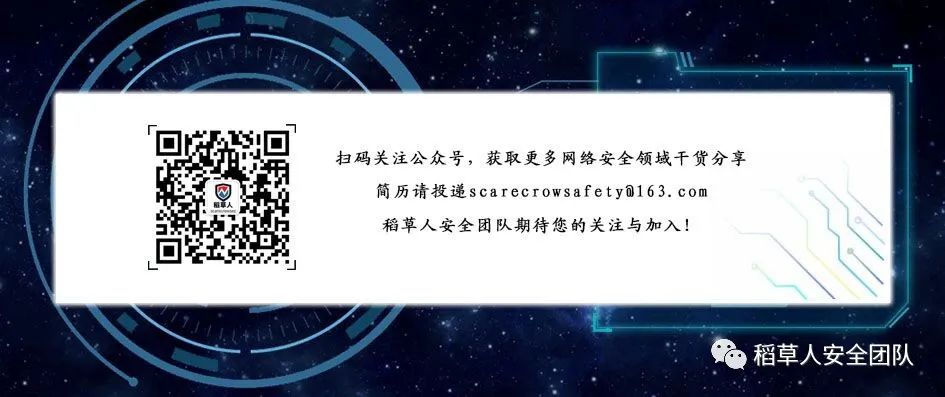 扫码关注公众号，获取更多网络安全领域干货分享
简历请投递scarecrowsafety@163.com
稻草人
稻草人安全团队期待您的关注与加入！
稻草人安全团队